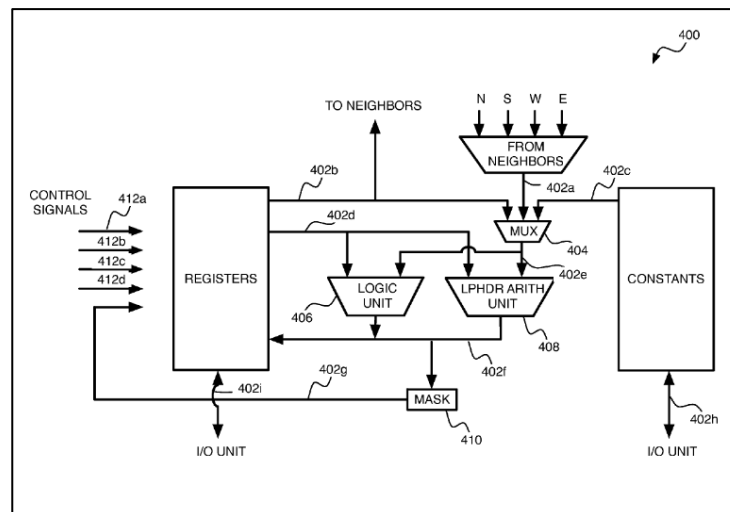 400
N S W E
TO NEIGHBORS
FROM
NEIGHBORS
402b
402a
402c
CONTROL
SIGNALS
412a
402d
MUX
404
412b
412c
412d
REGISTERS
402e
CONSTANTS
LOGIC
UNIT
LPHDR ARITH
UNIT
406
408
402g
402i
402f
MASK
402h
410
I/O UNIT
I/O UNIT